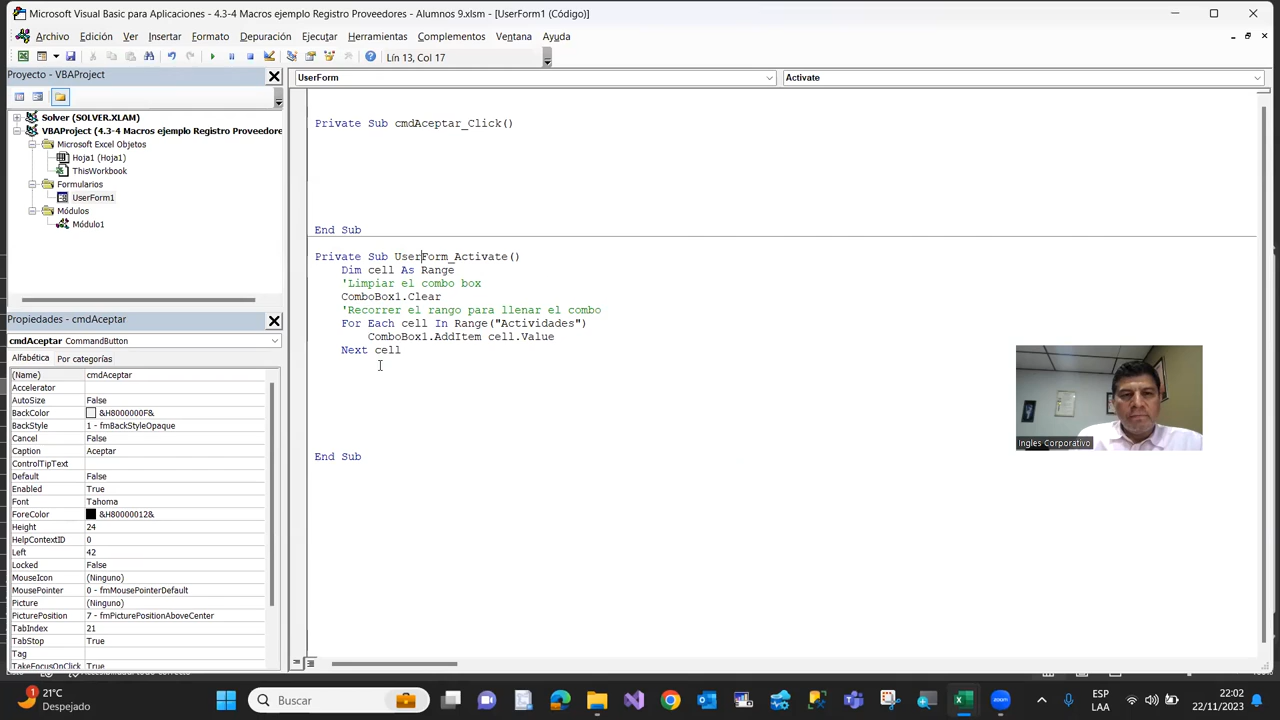 Microsoft Visual Basic para Aplicaciones - 4.3-4 Macros ejemplo Registro Proveedores - Alumnos 9.xlsm - [UserForm1 (Código)]
Archivo Edición Ver Insertar Formato Depuración Ejecutar Herramientas Complementos Ventana Ayuda
Lín 13, Col 17
Proyecto - VBAProject
UserForm
Activate
Solver (SOLVER.XLAM)
VBAProject (4.3-4 Macros ejemplo Registro Proveedores
Microsoft Excel Objetos
Hoja1 (Hoja1)
ThisWorkbook
Formularios
UserForm1
Módulos
Módulo1
Private Sub cmdAceptar_Click()
End Sub
Private Sub UserForm_Activate()
Dim cell As Range
'Limpiar el combo box
ComboBox1.Clear
'Recorrer el rango para llenar el combo
For Each cell In Range("Actividades")
ComboBox1.AddItem cell.Value
Next cell
End Sub
Propiedades - cmdAceptar
cmdAceptar CommandButton
Alfabética Por categorías
(Name) cmdAceptar
Accelerator
AutoSize False
BackColor &H8000000F&
BackStyle 1 - fmBackStyleOpaque
Cancel False
Caption Aceptar
ControlTipText
Default False
Enabled True
Font Tahoma
ForeColor &H80000012&
Height 24
HelpContextID 0
Left 42
Locked False
MouseIcon (Ninguno)
MousePointer 0 - fmMousePointerDefault
Picture (Ninguno)
PicturePosition 7 - fmPicturePositionAboveCenter
TabIndex 21
TabStop True
Tag
TakeFocusOnClick True
Ingles Corporativo
21°C
Despejado
Buscar
ESP
LAA
22:02
22/11/2023